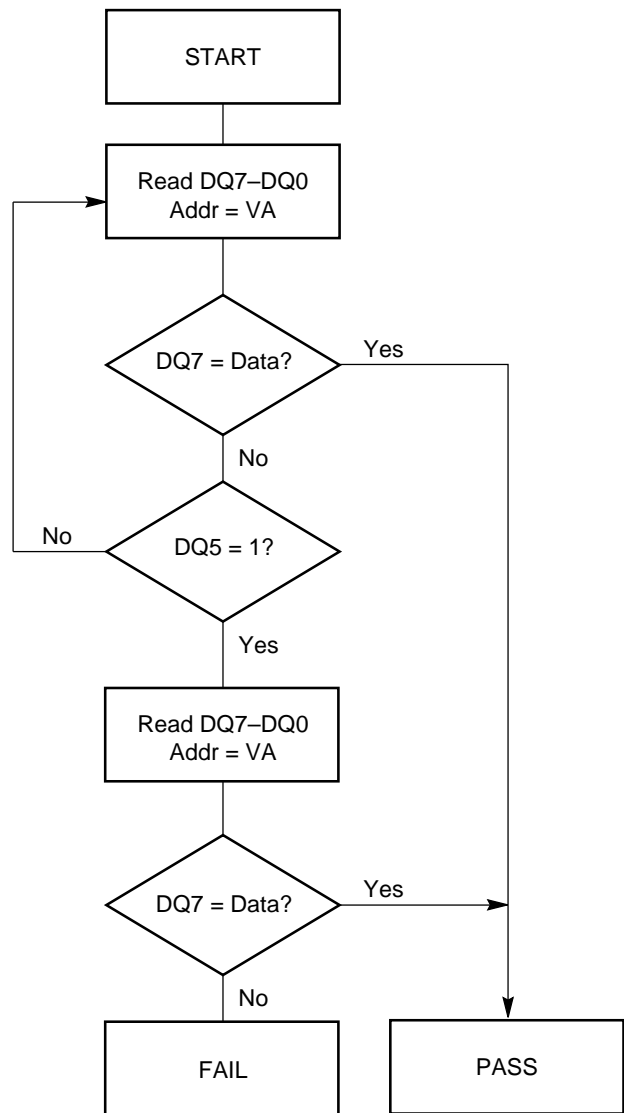 START
Read DQ7–DQ0
Addr = VA
DQ7 = Data?
Yes
No
No
DQ5 = 1?
Yes
Read DQ7–DQ0
Addr = VA
DQ7 = Data?
Yes
No
FAIL
PASS